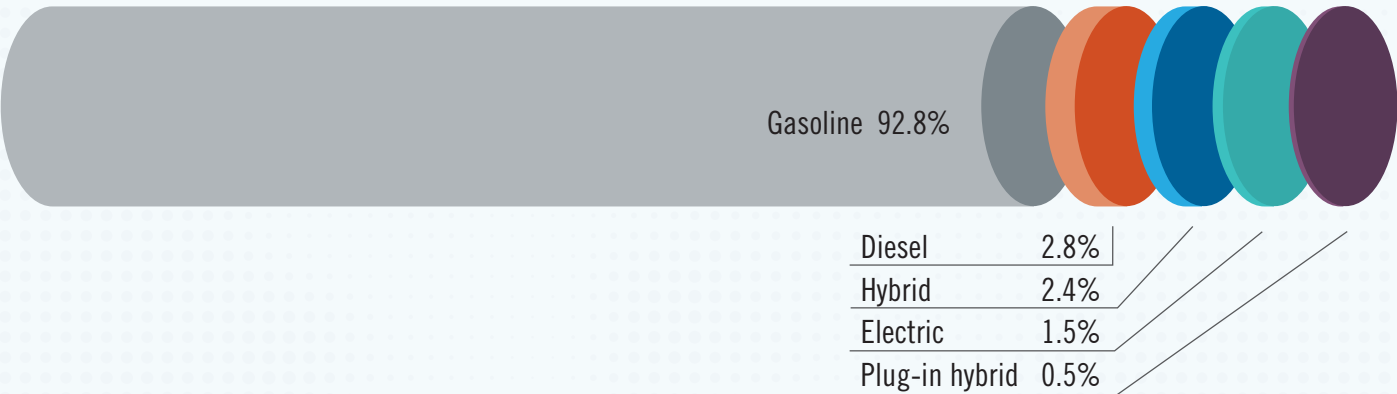 Gasoline 92.8%
Diesel 2.8%
Hybrid 2.4%
Electric 1.5%
Plug-in hybrid 0.5%